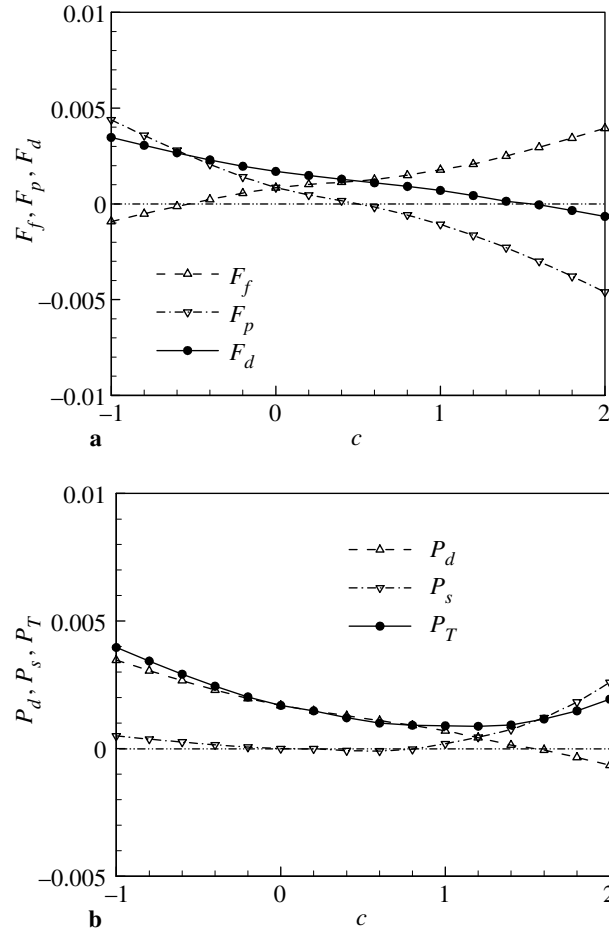 0.01
0.005
0
−0.005
−0.01
F_f, F_p, F_d
F_f
F_p
F_d
−1 0 1 2
a c
0.01
0.005
0
−0.005
P_d, P_s, P_T
P_d
P_s
P_T
−1 0 1 2
b c